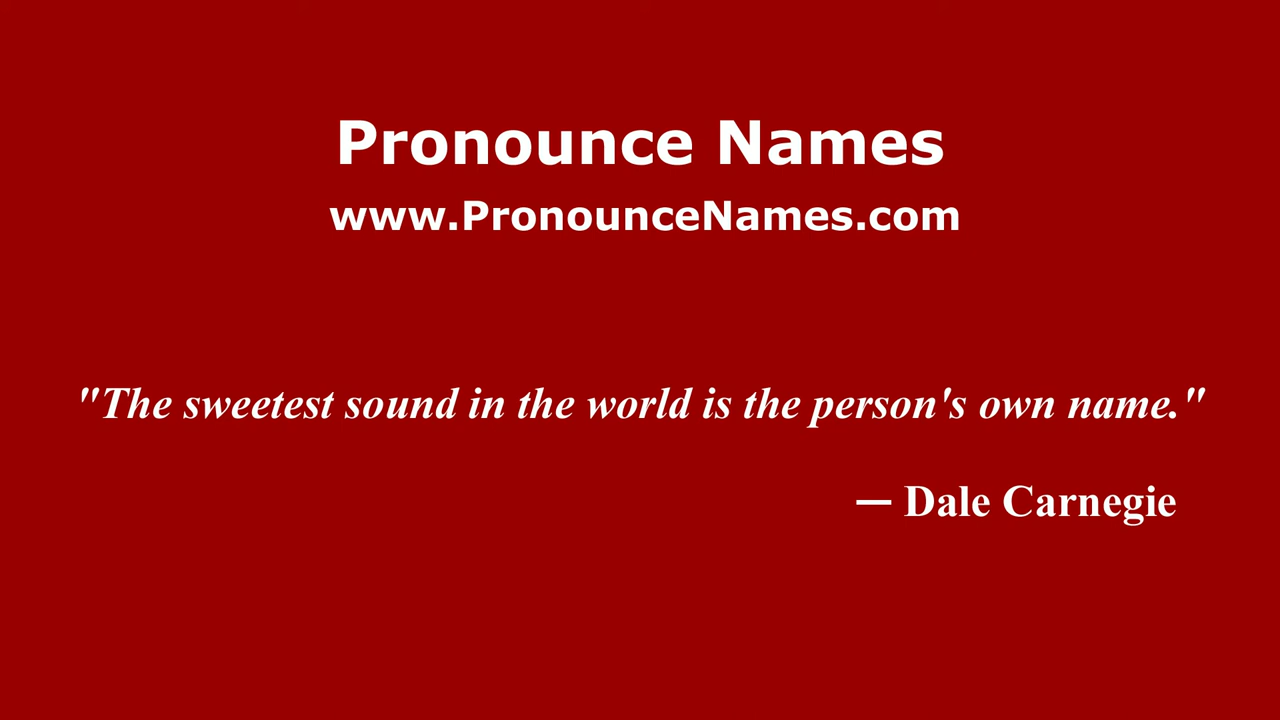 Pronounce Names
www.PronounceNames.com
"The sweetest sound in the world is the person's own name."
— Dale Carnegie